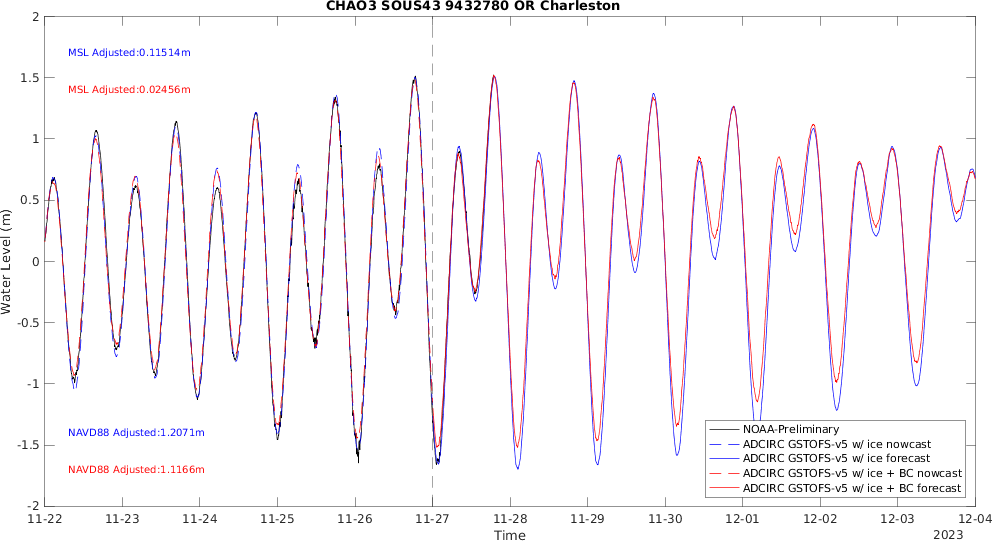 CHAO3 SOUS43 9432780 OR Charleston
Water Level (m)
2
1.5
1
0.5
0
-0.5
-1
-1.5
-2
MSL Adjusted:0.11514m
MSL Adjusted:0.02456m
NAVD88 Adjusted:1.2071m
NAVD88 Adjusted:1.1166m
NOAA-Preliminary
ADCIRC GSTOFS-v5 w/ ice nowcast
ADCIRC GSTOFS-v5 w/ ice forecast
ADCIRC GSTOFS-v5 w/ ice + BC nowcast
ADCIRC GSTOFS-v5 w/ ice + BC forecast
11-22 11-23 11-24 11-25 11-26 11-27 11-28 11-29 11-30 12-01 12-02 12-03 12-04
Time
2023